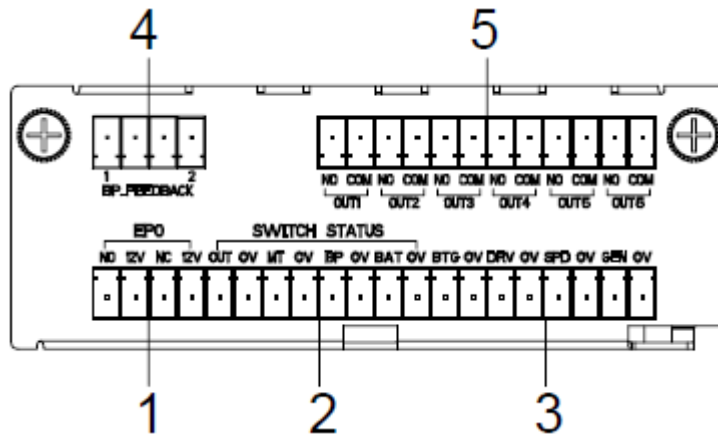 4 5
1 2
BP_FEEDBACK
NO COM NO COM NO COM NO COM NO COM NO COM
OUT1 OUT2 OUT3 OUT4 OUT5 OUT6
EPO SWITCH STATUS
NO 12V NC 12V OUT 0V MT 0V BP 0V BAT 0V BTG 0V DRV 0V SPD 0V GEN 0V
1 2 3